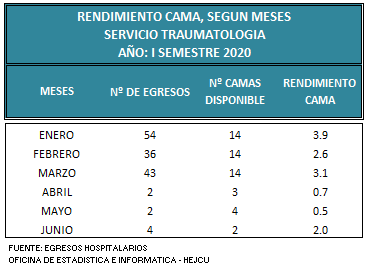 RENDIMIENTO CAMA, SEGUN MESES
SERVICIO TRAUMATOLOGIA
AÑO: I SEMESTRE 2020
MESES Nº DE EGRESOS Nº CAMAS DISPONIBLE RENDIMIENTO CAMA
ENERO 54 14 3.9
FEBRERO 36 14 2.6
MARZO 43 14 3.1
ABRIL 2 3 0.7
MAYO 2 4 0.5
JUNIO 4 2 2.0
FUENTE: EGRESOS HOSPITALARIOS
OFICINA DE ESTADISTICA E INFORMATICA - HEJCU